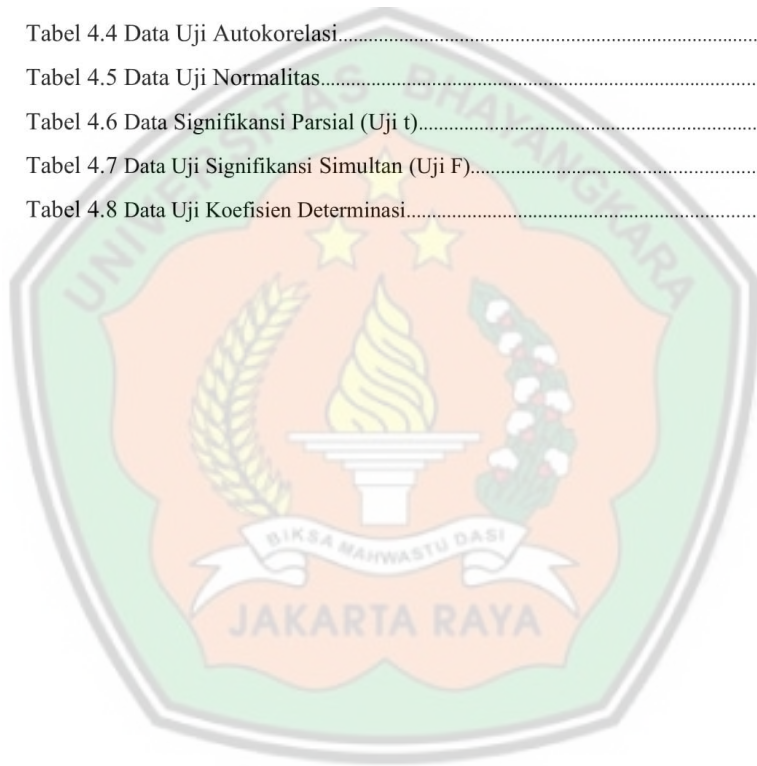 Tabel 4.4 Data Uji Autokorelasi........................................................................
Tabel 4.5 Data Uji Normalitas...........................................................................
Tabel 4.6 Data Signifikansi Parsial (Uji t)..........................................................
Tabel 4.7 Data Uji Signifikansi Simultan (Uji F)................................................
Tabel 4.8 Data Uji Koefisien Determinasi..........................................................
UNIVERSITAS BHAYANGKARA
BIKSA MAHWASTU DASI
JAKARTA RAYA